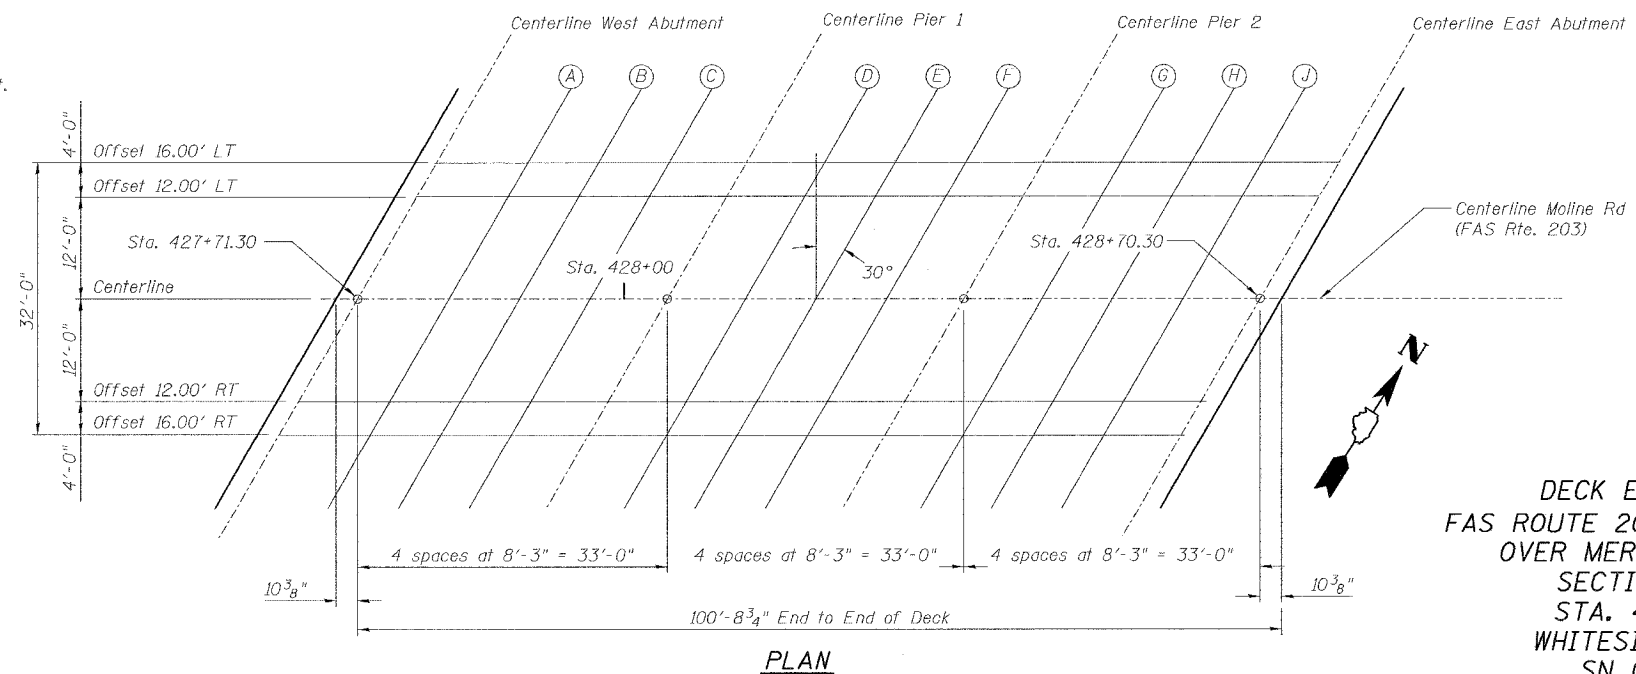 Centerline West Abutment
Centerline Pier 1
Centerline Pier 2
Centerline East Abutment
A
B
C
D
E
F
G
H
J
4'-0"
Offset 16.00' LT
Offset 12.00' LT
12'-0"
32'-0"
Sta. 427+71.30
Sta. 428+00
30°
Sta. 428+70.30
Centerline Moline Rd
(FAS Rte. 203)
Centerline
12'-0"
Offset 12.00' RT
Offset 16.00' RT
4'-0"
N
4 spaces at 8'-3" = 33'-0"
4 spaces at 8'-3" = 33'-0"
4 spaces at 8'-3" = 33'-0"
10 3/8"
10 3/8"
100'-8 3/4" End to End of Deck
PLAN
DECK E
FAS ROUTE 20
OVER MER
SECTI
STA. 4
WHITESI
SN